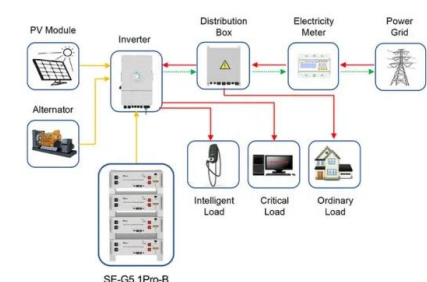 PV Module
Inverter
Distribution
Box
Electricity
Meter
Power
Grid
Alternator
Intelligent
Load
Critical
Load
Ordinary
Load
SE-G5.1Pro-B